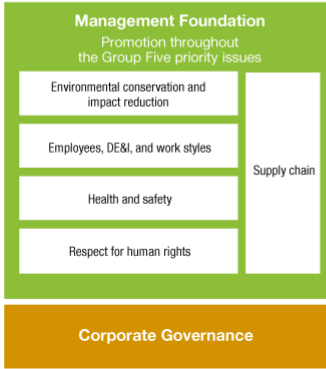 Management Foundation
Promotion throughout
the Group Five priority issues
Environmental conservation and
impact reduction
Employees, DE&I, and work styles
Health and safety
Respect for human rights
Supply chain
Corporate Governance